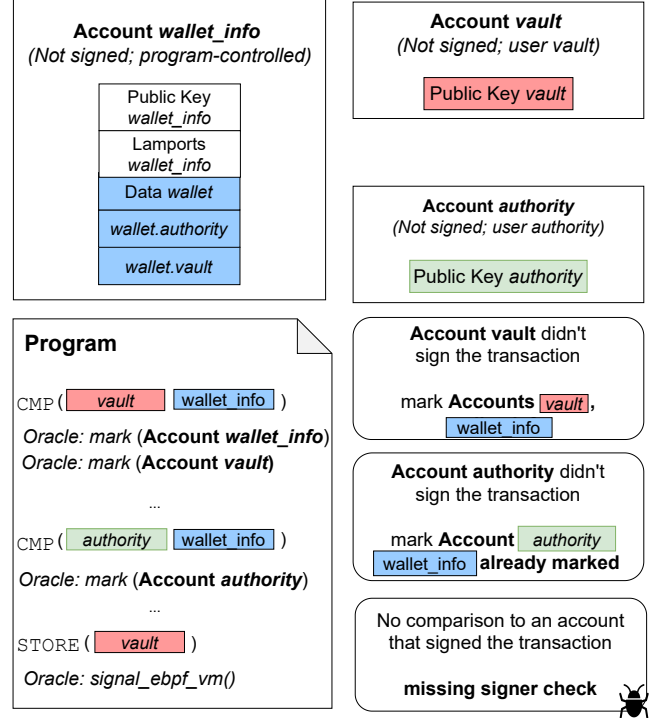 Account wallet_info
(Not signed; program-controlled)
Public Key
wallet_info
Lamports
wallet_info
Data wallet
wallet.authority
wallet.vault
Account vault
(Not signed; user vault)
Public Key vault
Account authority
(Not signed; user authority)
Public Key authority
Program
CMP( vault wallet_info )
Oracle: mark (Account wallet_info)
Oracle: mark (Account vault)
...
CMP( authority wallet_info )
Oracle: mark (Account authority)
...
STORE( vault )
Oracle: signal_ebpf_vm()
Account vault didn't
sign the transaction
mark Accounts vault,
wallet_info
Account authority didn't
sign the transaction
mark Account authority
wallet_info already marked
No comparison to an account
that signed the transaction
missing signer check